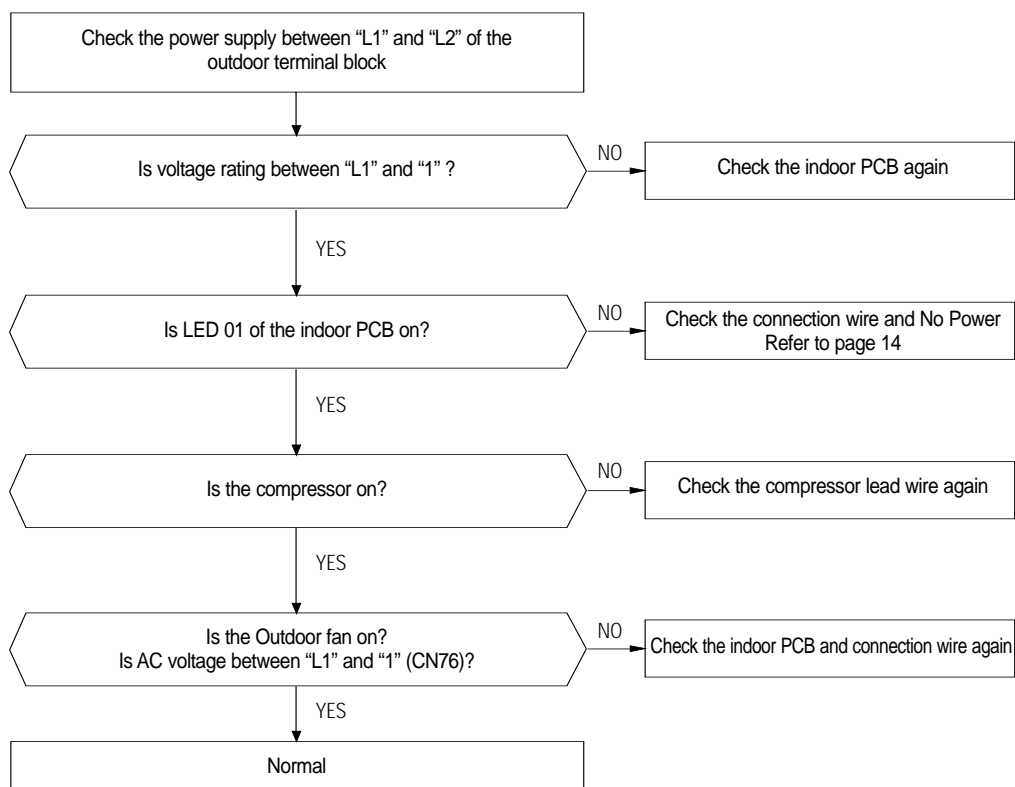 Check the power supply between “L1” and “L2” of the
outdoor terminal block
Is voltage rating between “L1” and “1” ?
NO
Check the indoor PCB again
YES
Is LED 01 of the indoor PCB on?
NO
Check the connection wire and No Power
Refer to page 14
YES
Is the compressor on?
NO
Check the compressor lead wire again
YES
Is the Outdoor fan on?
Is AC voltage between “L1” and “1” (CN76)?
NO
Check the indoor PCB and connection wire again
YES
Normal